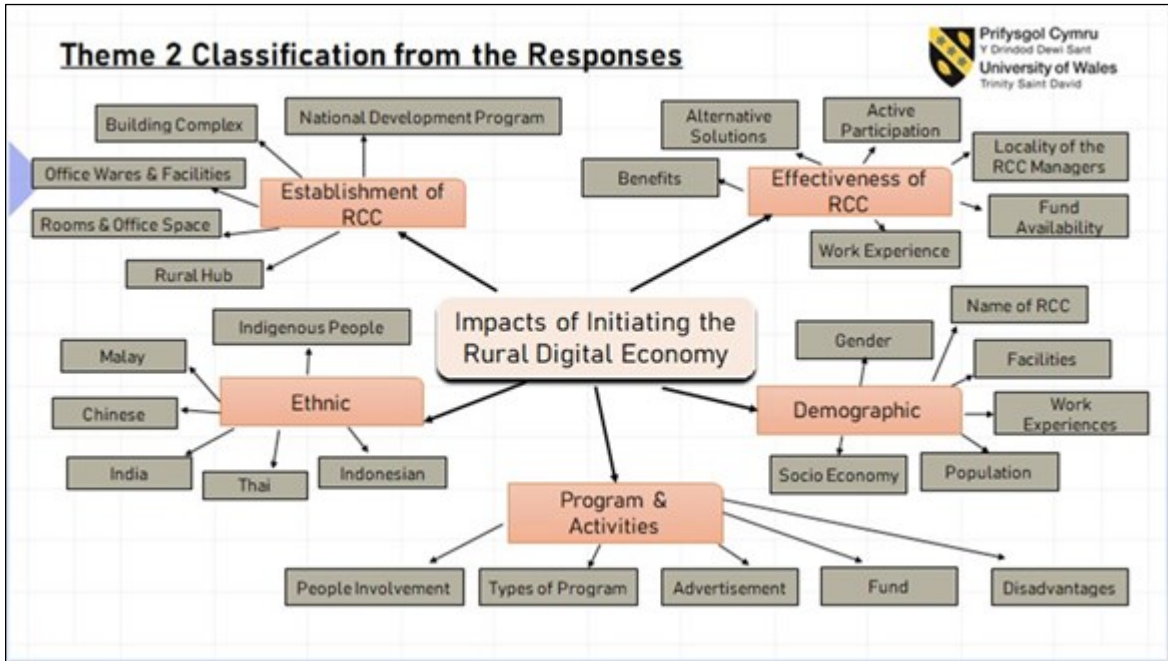 Theme 2 Classification from the Responses
Prifysgol Cymru
Y Drindod Dewi Sant
University of Wales
Trinity Saint David
Building Complex
National Development Program
Office Wares & Facilities
Establishment of
RCC
Rooms & Office Space
Rural Hub
Alternative
Solutions
Active
Participation
Locality of the
RCC Managers
Benefits
Effectiveness of
RCC
Fund
Availability
Work Experience
Impacts of Initiating the
Rural Digital Economy
Indigenous People
Malay
Ethnic
Chinese
India
Thai
Indonesian
Name of RCC
Gender
Facilities
Demographic
Work
Experiences
Socio Economy
Population
Program &
Activities
People Involvement
Types of Program
Advertisement
Fund
Disadvantages